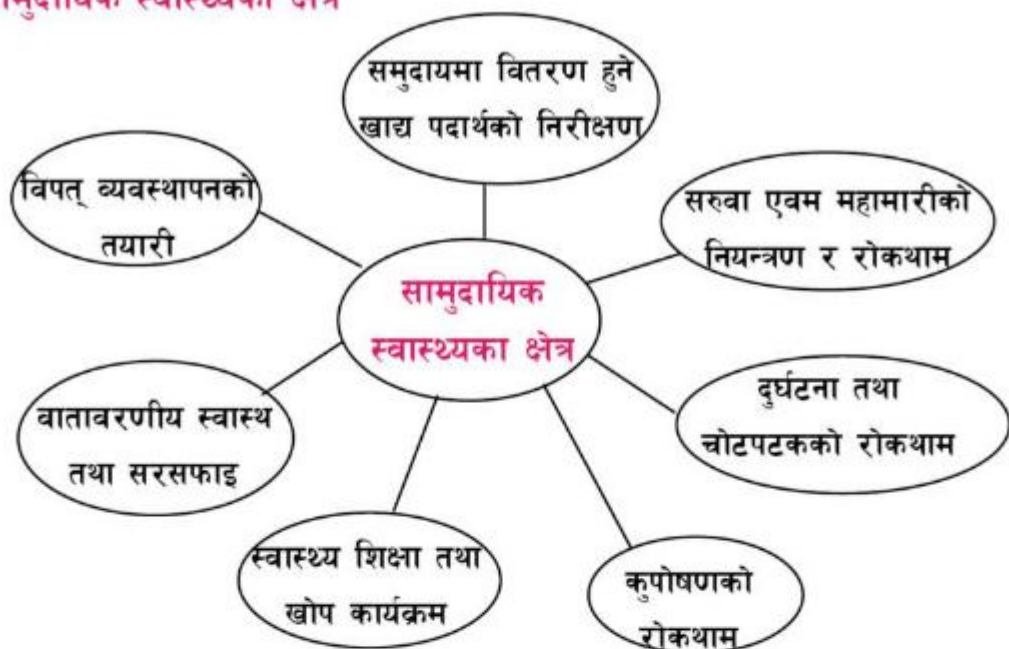 सामुदायिक स्वास्थ्यका क्षेत्र
समुदायमा वितरण हुने
खाद्य पदार्थको निरीक्षण
विपत् व्यवस्थापनको
तयारी
सरुवा एवम महामारीको
नियन्त्रण र रोकथाम
सामुदायिक
स्वास्थ्यका क्षेत्र
दुर्घटना तथा
चोटपटकको रोकथाम
वातावरणीय स्वास्थ
तथा सरसफाइ
स्वास्थ्य शिक्षा तथा
खोप कार्यक्रम
कुपोषणको
रोकथाम